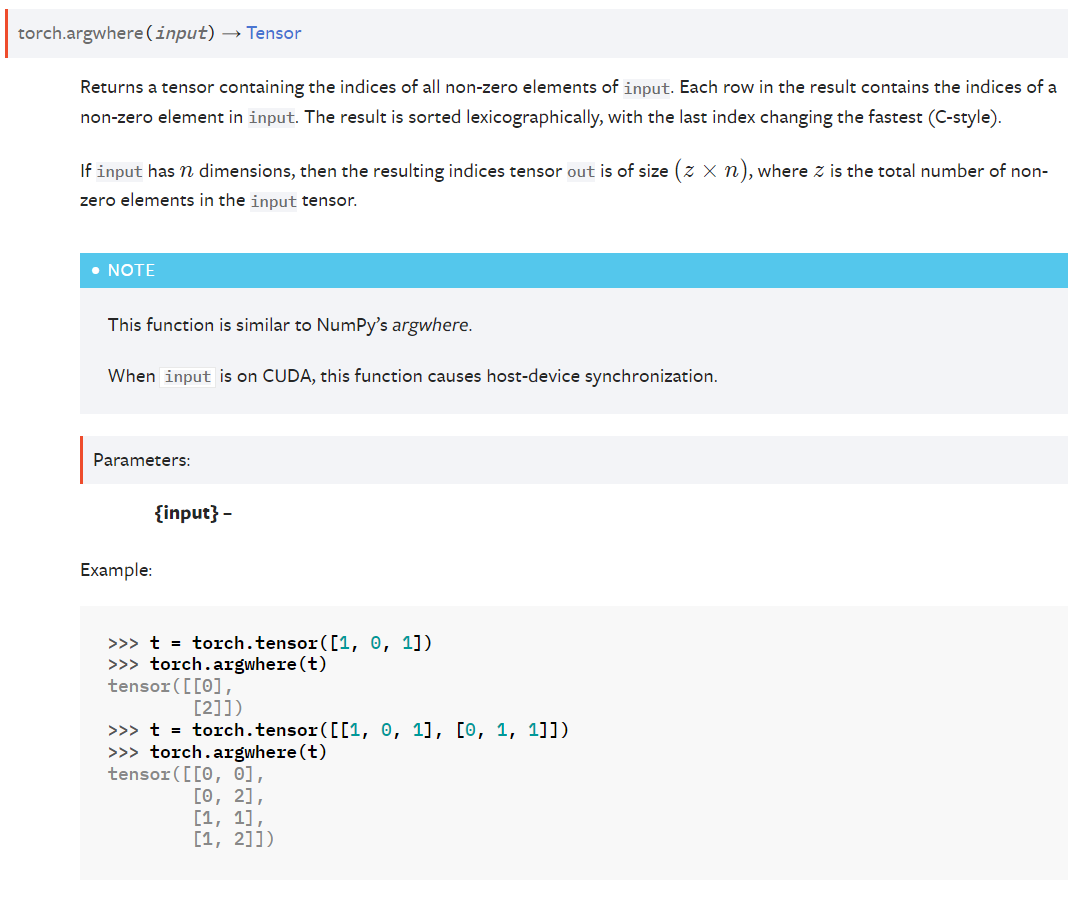 torch.argwhere(input) → Tensor
Returns a tensor containing the indices of all non-zero elements of input. Each row in the result contains the indices of a
non-zero element in input. The result is sorted lexicographically, with the last index changing the fastest (C-style).
If input has n dimensions, then the resulting indices tensor out is of size (z × n), where z is the total number of non-
zero elements in the input tensor.
• NOTE
This function is similar to NumPy’s argwhere.
When input is on CUDA, this function causes host-device synchronization.
Parameters:
{input} –
Example:
>>> t = torch.tensor([1, 0, 1])
>>> torch.argwhere(t)
tensor([[0],
        [2]])
>>> t = torch.tensor([[1, 0, 1], [0, 1, 1]])
>>> torch.argwhere(t)
tensor([[0, 0],
        [0, 2],
        [1, 1],
        [1, 2]])